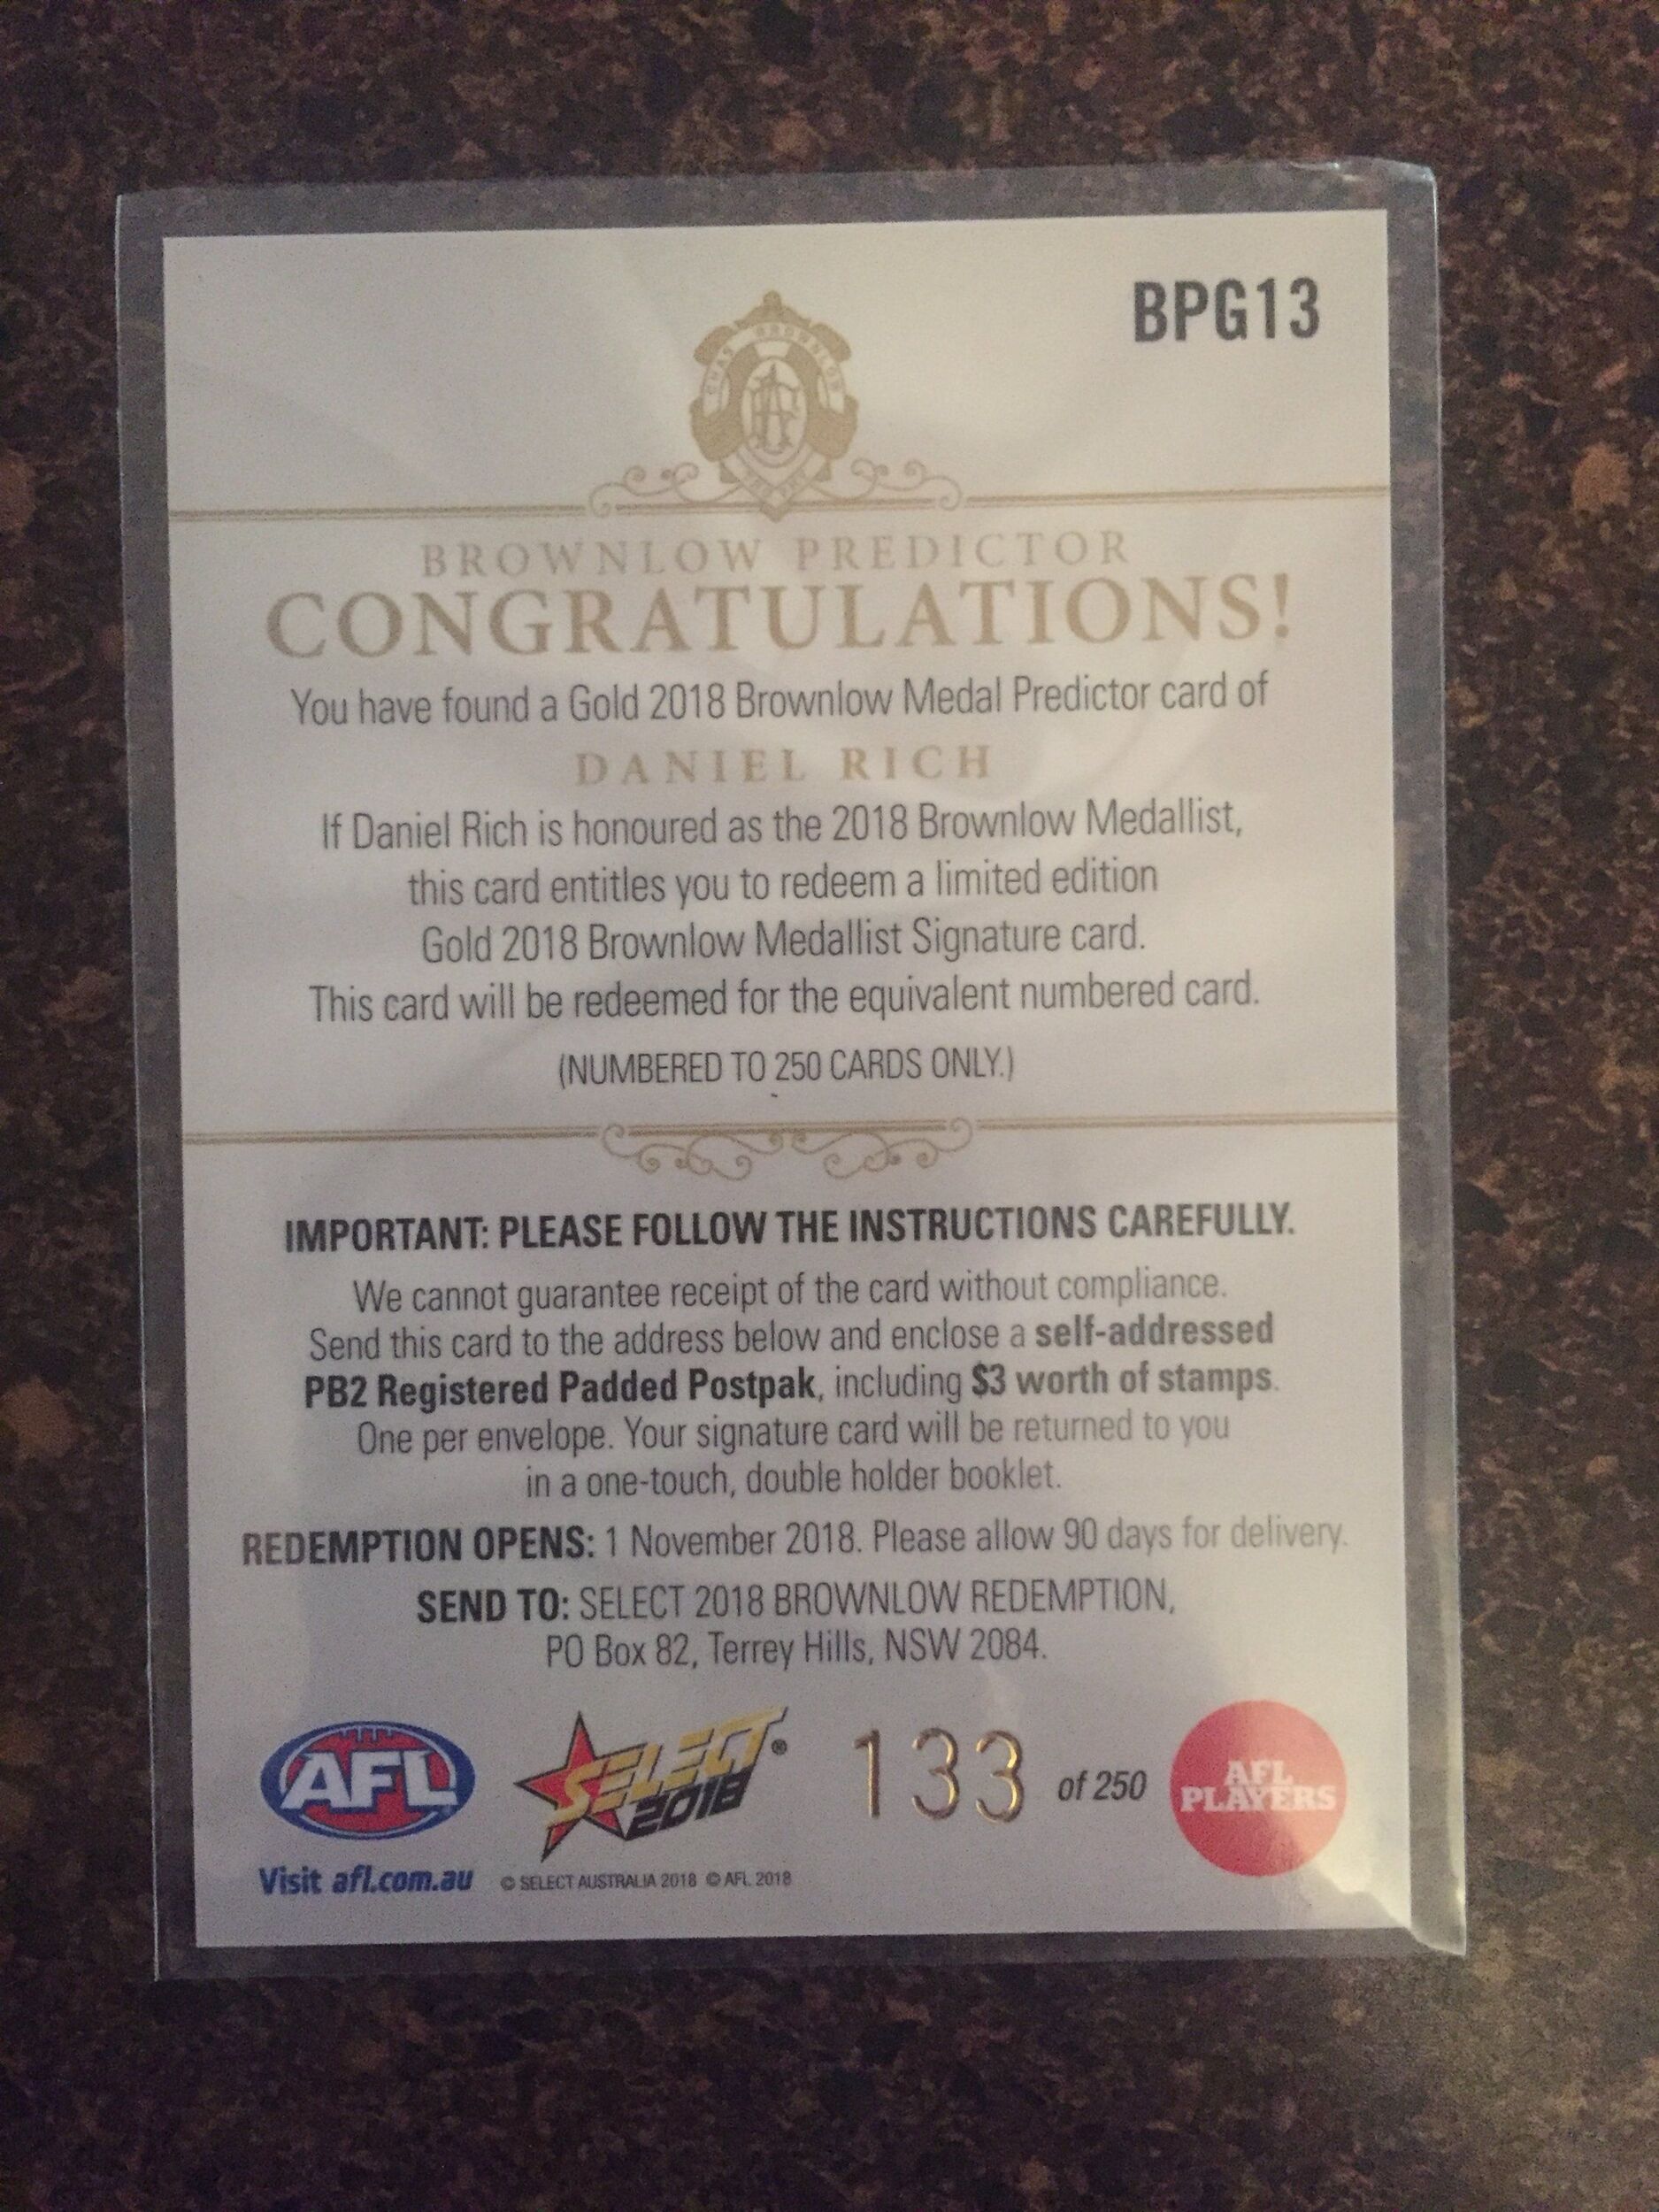 BPG13
CHAS BROWNLOW
BROWNLOW PREDICTOR
CONGRATULATIONS!
You have found a Gold 2018 Brownlow Medal Predictor card of
DANIEL RICH
If Daniel Rich is honoured as the 2018 Brownlow Medallist,
this card entitles you to redeem a limited edition
Gold 2018 Brownlow Medallist Signature card.
This card will be redeemed for the equivalent numbered card.
(NUMBERED TO 250 CARDS ONLY.)
IMPORTANT: PLEASE FOLLOW THE INSTRUCTIONS CAREFULLY.
We cannot guarantee receipt of the card without compliance.
Send this card to the address below and enclose a self-addressed
PB2 Registered Padded Postpak, including $3 worth of stamps.
One per envelope. Your signature card will be returned to you
in a one-touch, double holder booklet.
REDEMPTION OPENS: 1 November 2018. Please allow 90 days for delivery.
SEND TO: SELECT 2018 BROWNLOW REDEMPTION,
PO Box 82, Terrey Hills, NSW 2084.
AFL
SELECT®
2018
133 of 250
AFL
PLAYERS
Visit afl.com.au
© SELECT AUSTRALIA 2018 © AFL 2018